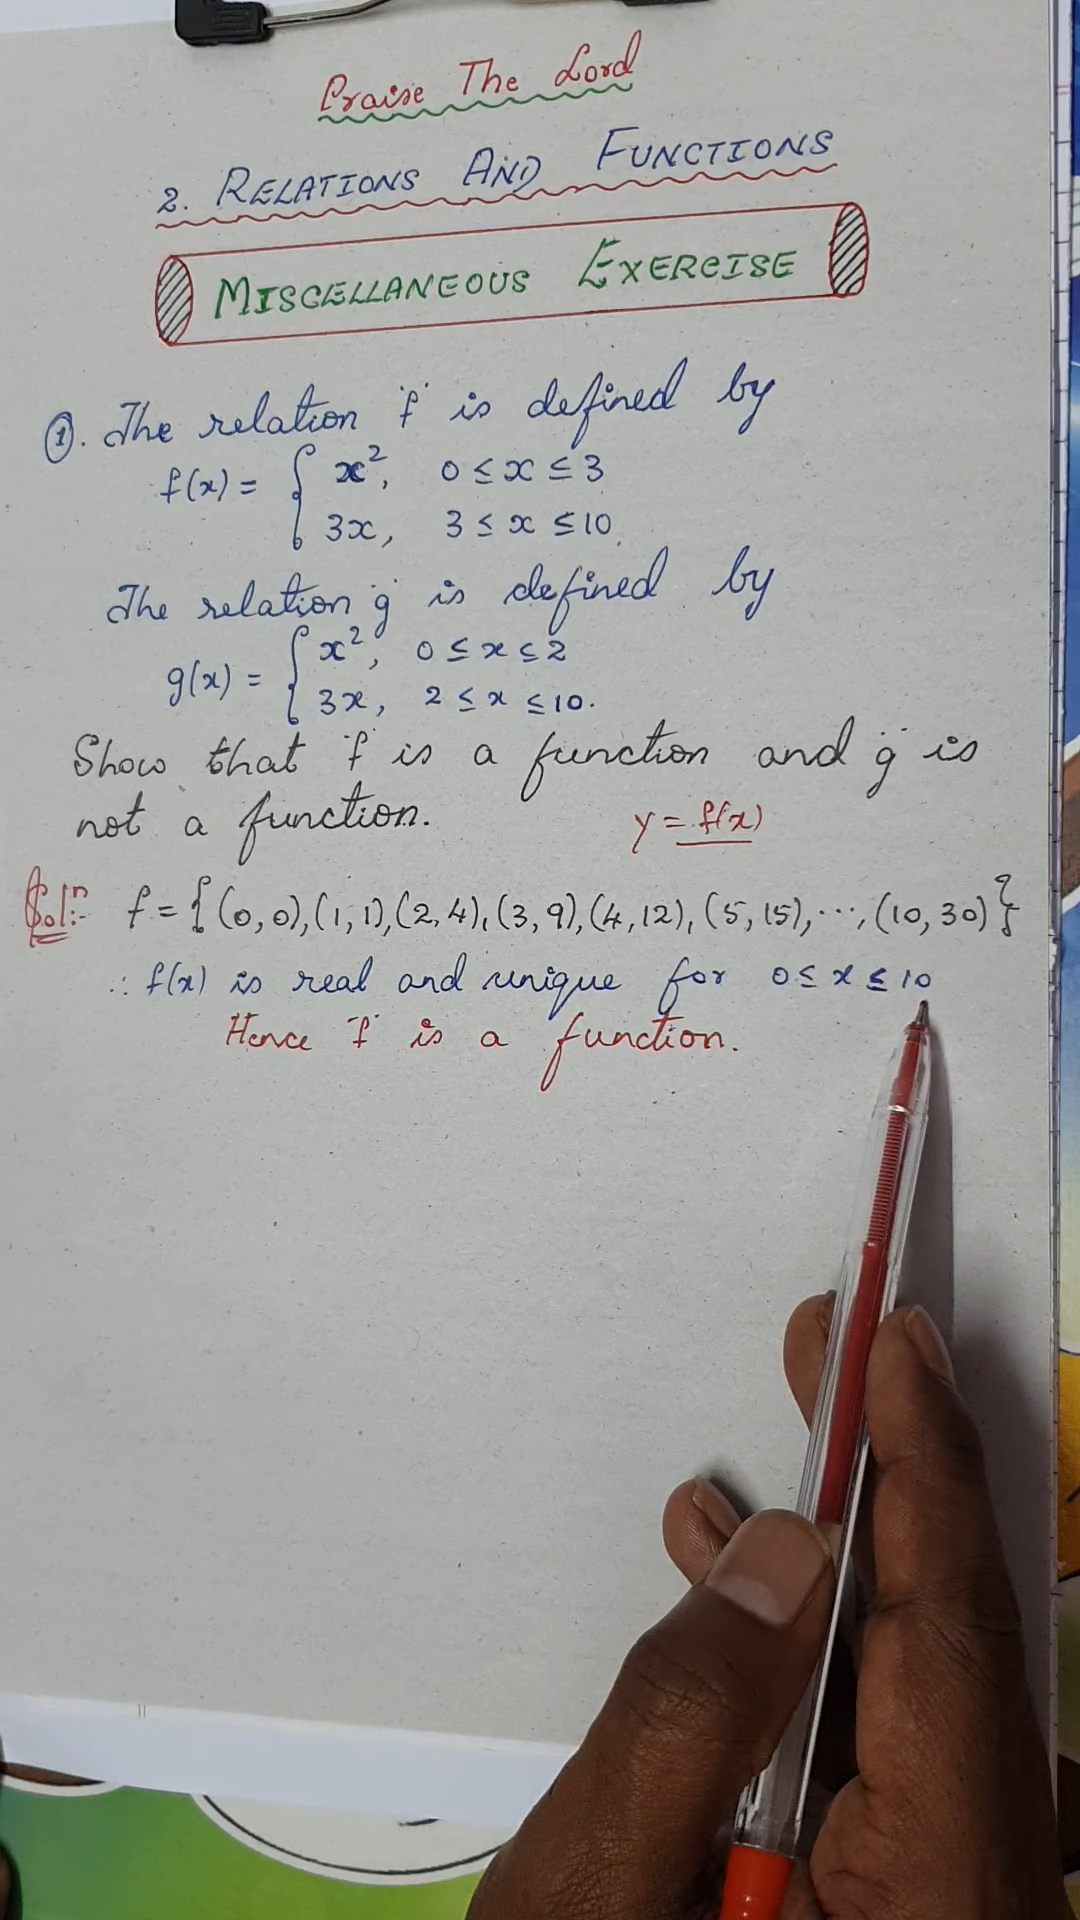 Praise The Lord
2. RELATIONS AND FUNCTIONS
MISCELLANEOUS EXERCISE
①. The relation 'f' is defined by
f(x) = { x², 0 ≤ x ≤ 3
3x, 3 ≤ x ≤ 10.
The relation 'g' is defined by
g(x) = { x², 0 ≤ x ≤ 2
3x, 2 ≤ x ≤ 10.
Show that 'f' is a function and 'g' is
not a function.
y = f(x)
Solⁿ:- f = {(0,0),(1,1),(2,4),(3,9),(4,12),(5,15),...,(10,30)}
∴ f(x) is real and unique for 0 ≤ x ≤ 10
Hence 'f' is a function.